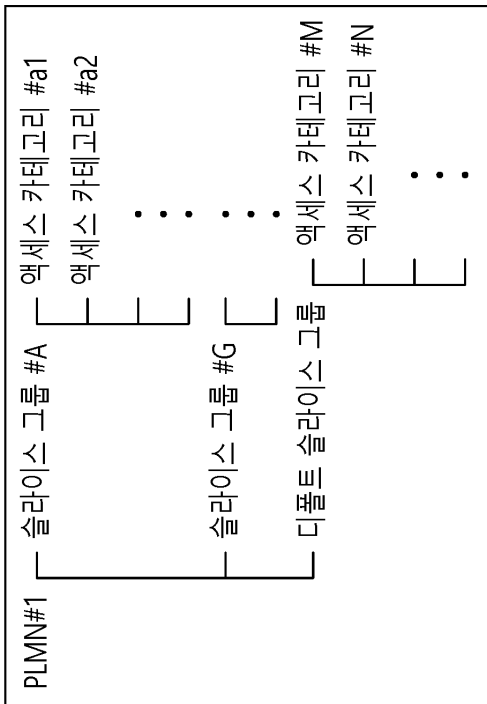 PLMN#1
슬라이스 그룹 #A
액세스 카테고리 #a1
액세스 카테고리 #a2
슬라이스 그룹 #G
디폴트 슬라이스 그룹
액세스 카테고리 #M
액세스 카테고리 #N